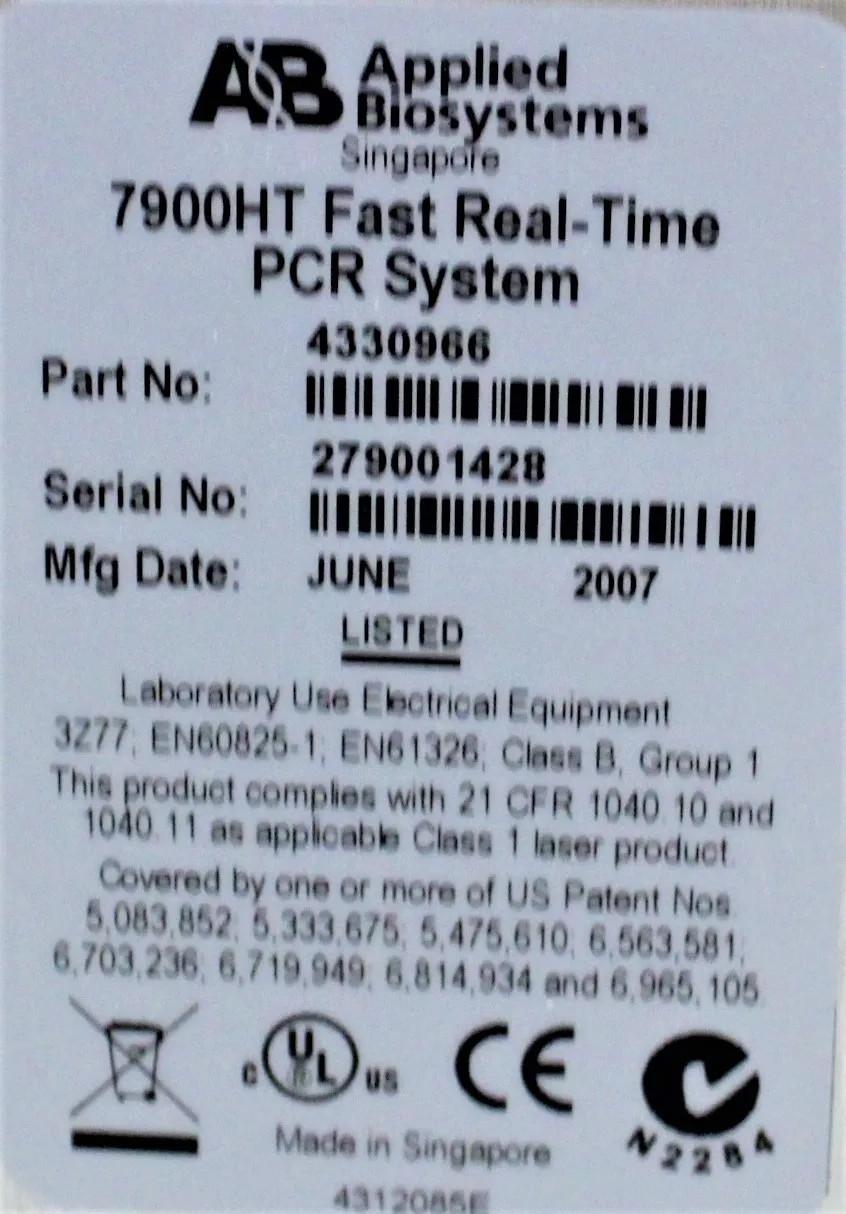 AB Applied
Biosystems
Singapore
7900HT Fast Real-Time
PCR System
4330966
Part No:
279001428
Serial No:
Mfg Date: JUNE 2007
LISTED
Laboratory Use Electrical Equipment
3Z77; EN60825-1; EN61326; Class B, Group 1
This product complies with 21 CFR 1040.10 and
1040.11 as applicable Class 1 laser product.
Covered by one or more of US Patent Nos.
5,083,852; 5,333,675; 5,475,610; 6,563,581;
6,703,236; 6,719,949; 6,814,934 and 6,965,105.
C UL US CE
N2284
Made in Singapore
4312085E